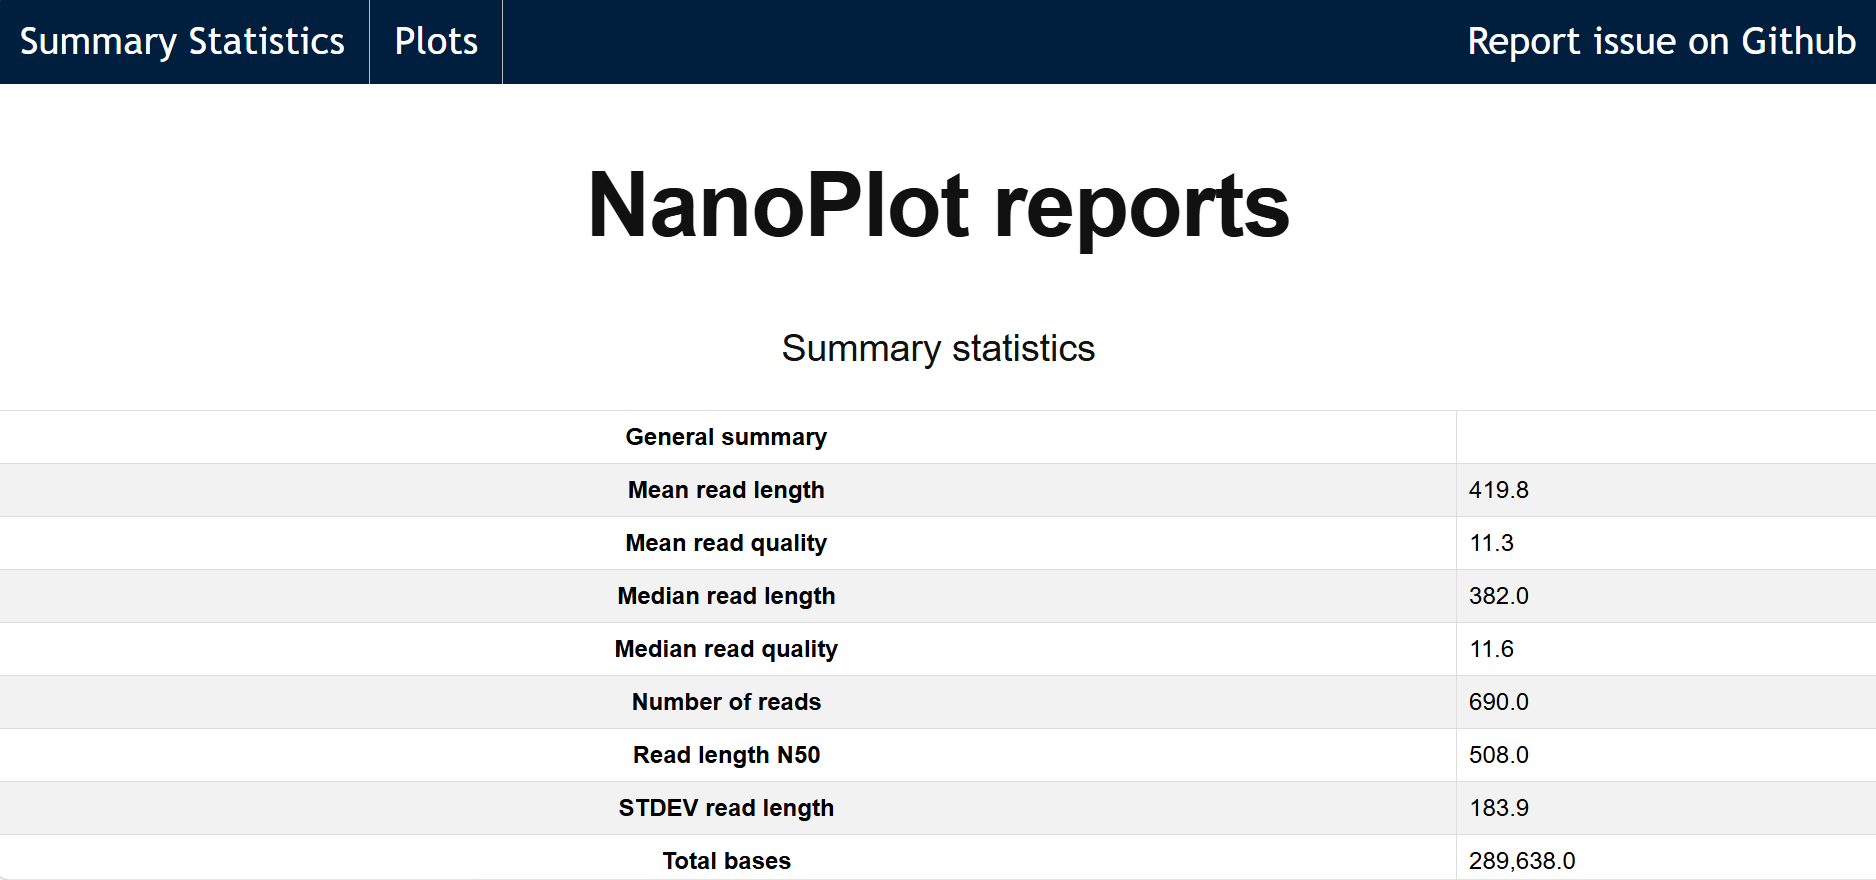 Summary Statistics Plots Report issue on Github
NanoPlot reports
Summary statistics
General summary
Mean read length 419.8
Mean read quality 11.3
Median read length 382.0
Median read quality 11.6
Number of reads 690.0
Read length N50 508.0
STDEV read length 183.9
Total bases 289,638.0